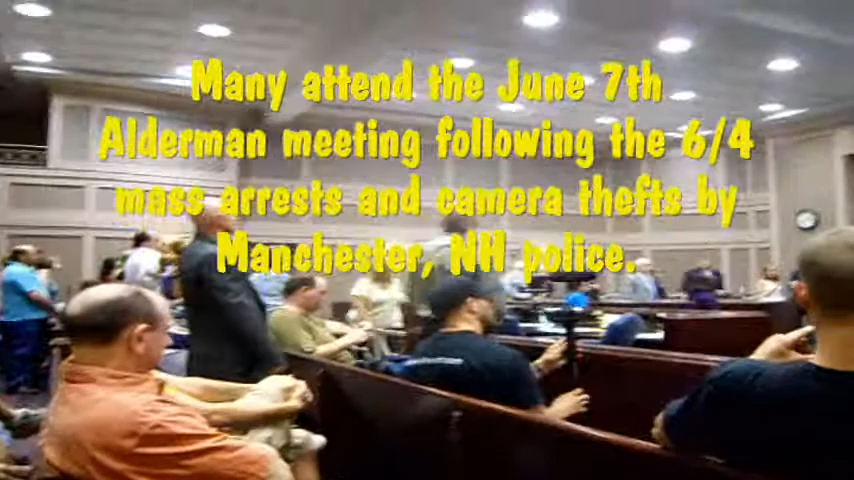 Many attend the June 7th
Alderman meeting following the 6/4
mass arrests and camera thefts by
Manchester, NH police.